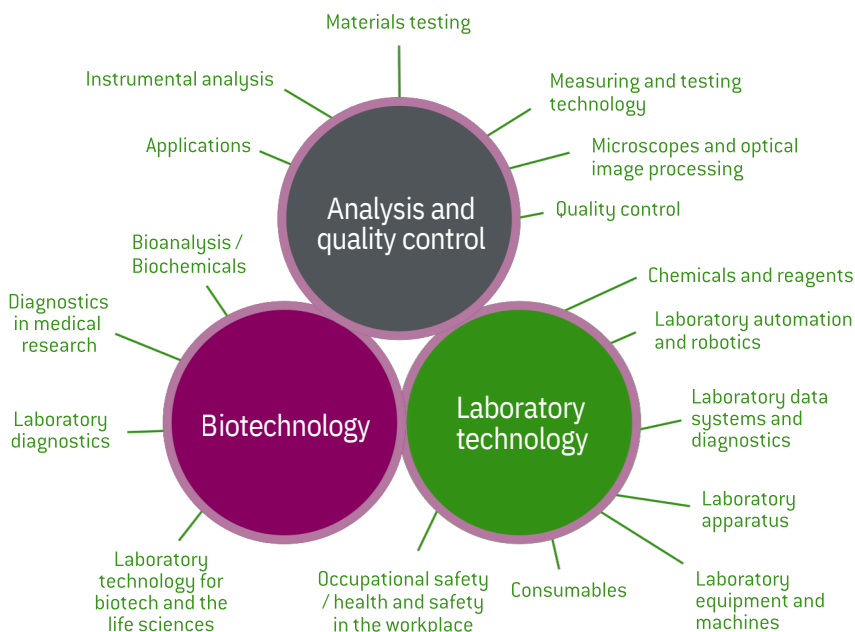 Materials testing
Instrumental analysis
Measuring and testing
technology
Applications
Microscopes and optical
image processing
Quality control
Analysis and
quality control
Bioanalysis /
Biochemicals
Chemicals and reagents
Diagnostics
in medical
research
Laboratory automation
and robotics
Laboratory
diagnostics
Biotechnology
Laboratory
technology
Laboratory data
systems and
diagnostics
Laboratory
apparatus
Laboratory
technology for
biotech and the
life sciences
Occupational safety
/ health and safety
in the workplace
Consumables
Laboratory
equipment and
machines